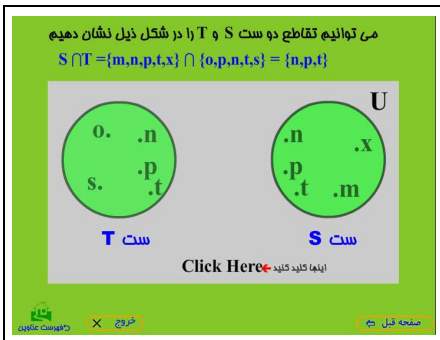 می توانیم تقاطع دو ست S و T را در شکل ذیل نشان دهیم
S ∩T ={m,n,p,t,x} ∩ {o,p,n,t,s} = {n,p,t}
U
o. .n .n .x
s. .p .t .p .t .m
ست T ست S
Click Here اینجا کلید کنید
فهرست عناوین خروج X صفحه قبل